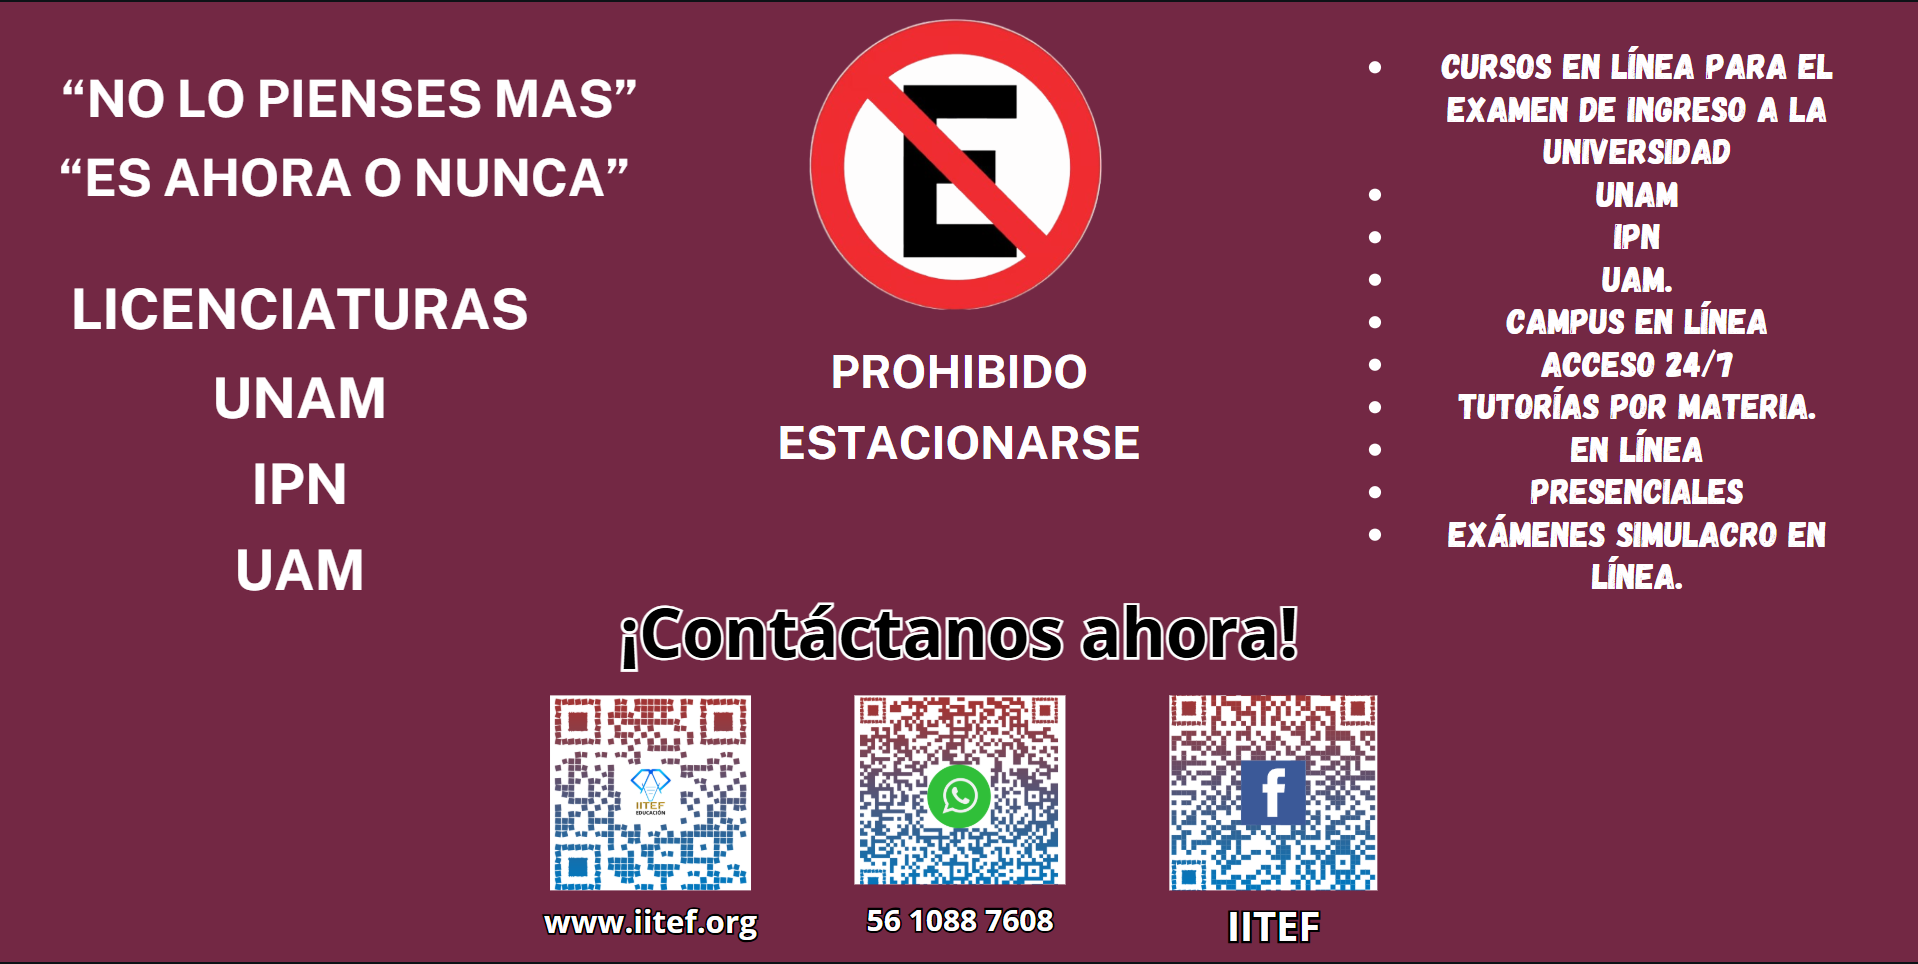 “NO LO PIENSES MAS”
“ES AHORA O NUNCA”
LICENCIATURAS
UNAM
IPN
UAM
E
PROHIBIDO
ESTACIONARSE
• CURSOS EN LÍNEA PARA EL
EXAMEN DE INGRESO A LA
UNIVERSIDAD
• UNAM
• IPN
• UAM.
• CAMPUS EN LÍNEA
• ACCESO 24/7
• TUTORÍAS POR MATERIA.
• EN LÍNEA
• PRESENCIALES
• EXÁMENES SIMULACRO EN
LÍNEA.
¡Contáctanos ahora!
IITEF
EDUCACIÓN
f
www.iitef.org
56 1088 7608
IITEF